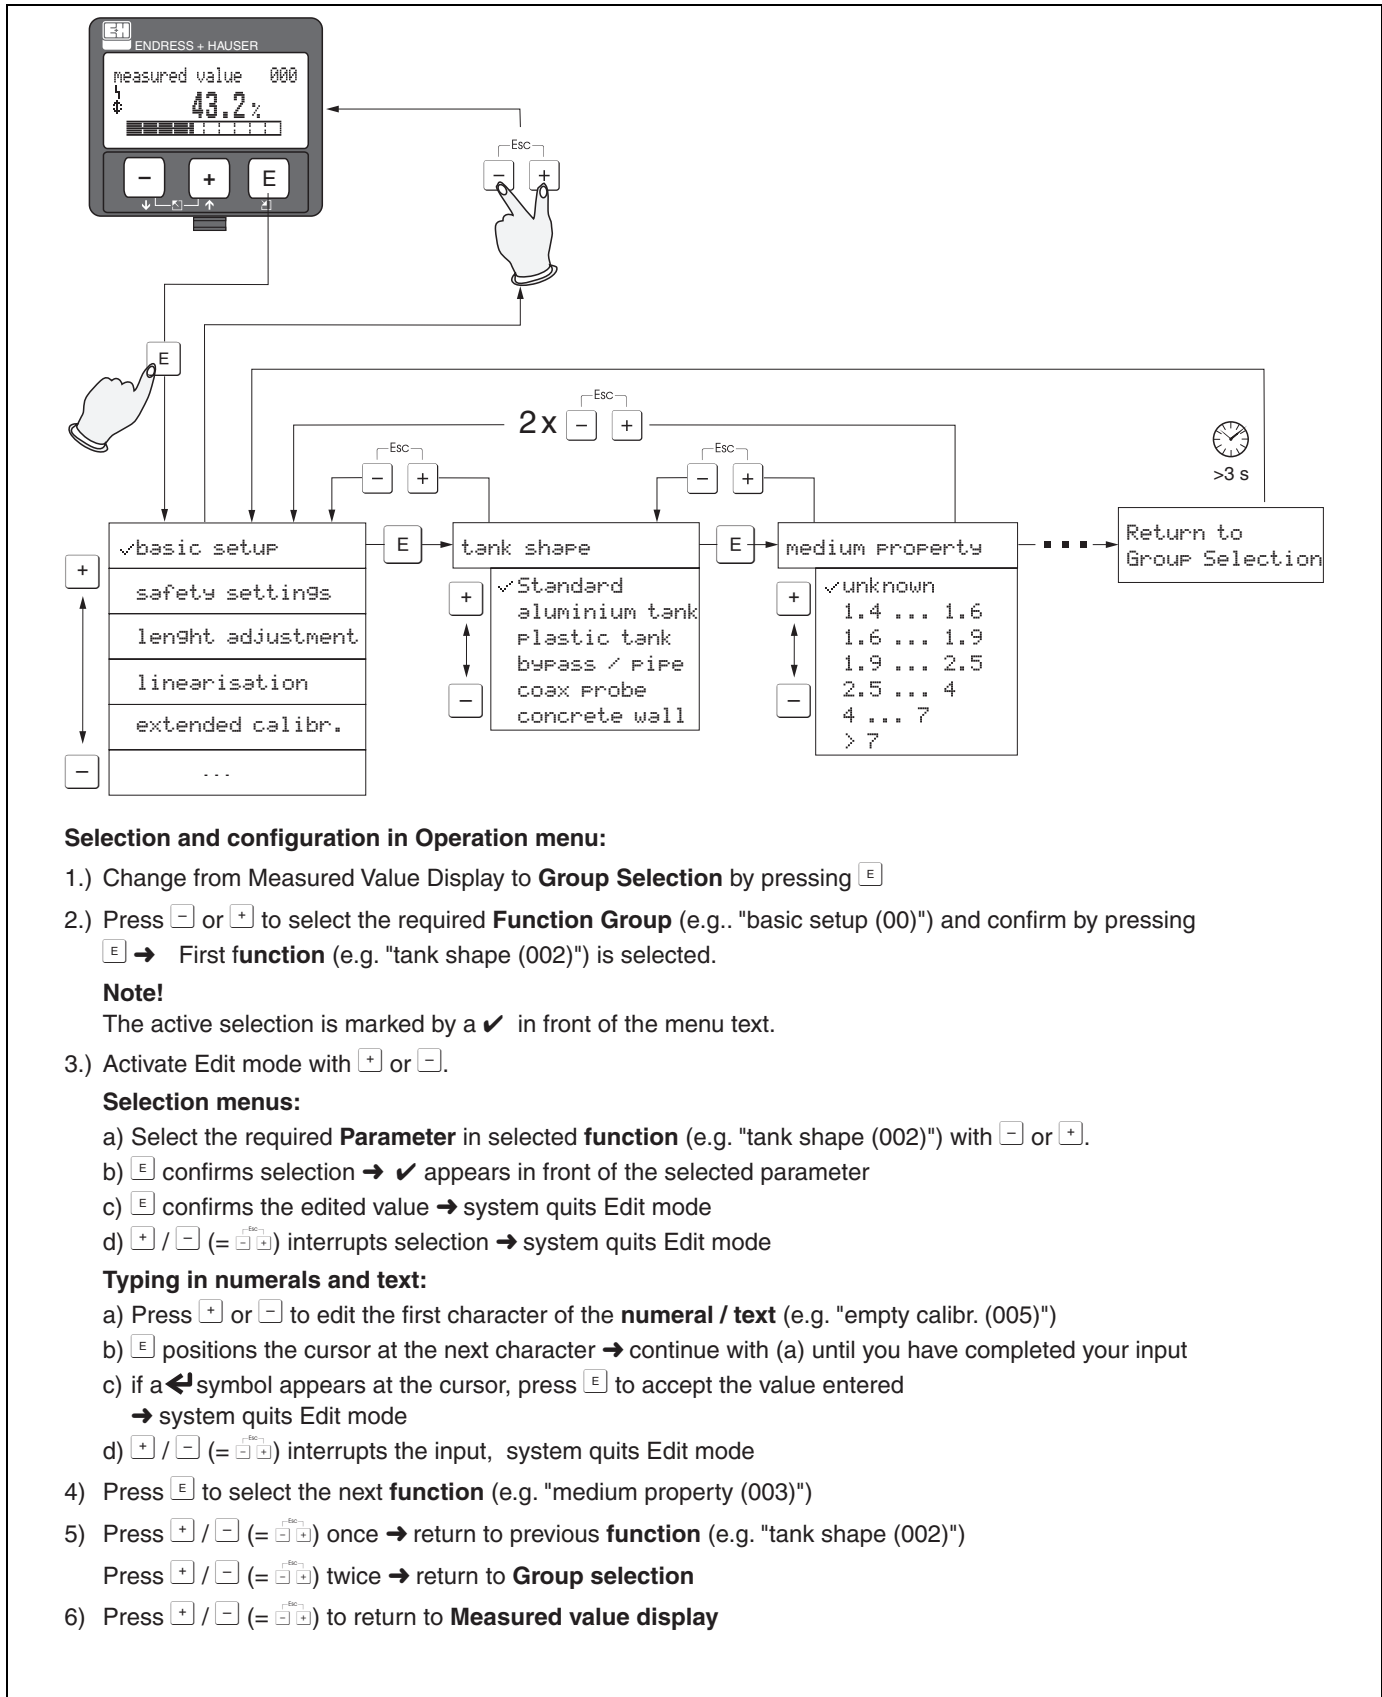 EH
ENDRESS + HAUSER
measured value 000
43.2 %
− + E
Esc
− +
E
Esc
2x − +
Esc
− +
Esc
− +
>3 s
✓basic setup
safety settings
lenght adjustment
linearisation
extended calibr.
...
+
−
E
tank shape
✓Standard
aluminium tank
plastic tank
bypass / pipe
coax probe
concrete wall
+
−
E
medium property
✓unknown
1.4 ... 1.6
1.6 ... 1.9
1.9 ... 2.5
2.5 ... 4
4 ... 7
> 7
+
−
Return to
Group Selection
Selection and configuration in Operation menu:
1.) Change from Measured Value Display to Group Selection by pressing E
2.) Press − or + to select the required Function Group (e.g.. "basic setup (00)") and confirm by pressing
E ➜ First function (e.g. "tank shape (002)") is selected.
Note!
The active selection is marked by a ✔ in front of the menu text.
3.) Activate Edit mode with + or −.
Selection menus:
a) Select the required Parameter in selected function (e.g. "tank shape (002)") with − or +.
b) E confirms selection ➜ ✔ appears in front of the selected parameter
c) E confirms the edited value ➜ system quits Edit mode
d) + / − (= Esc − +) interrupts selection ➜ system quits Edit mode
Typing in numerals and text:
a) Press + or − to edit the first character of the numeral / text (e.g. "empty calibr. (005)")
b) E positions the cursor at the next character ➜ continue with (a) until you have completed your input
c) if a ↵ symbol appears at the cursor, press E to accept the value entered
➜ system quits Edit mode
d) + / − (= Esc − +) interrupts the input, system quits Edit mode
4) Press E to select the next function (e.g. "medium property (003)")
5) Press + / − (= Esc − +) once ➜ return to previous function (e.g. "tank shape (002)")
Press + / − (= Esc − +) twice ➜ return to Group selection
6) Press + / − (= Esc − +) to return to Measured value display